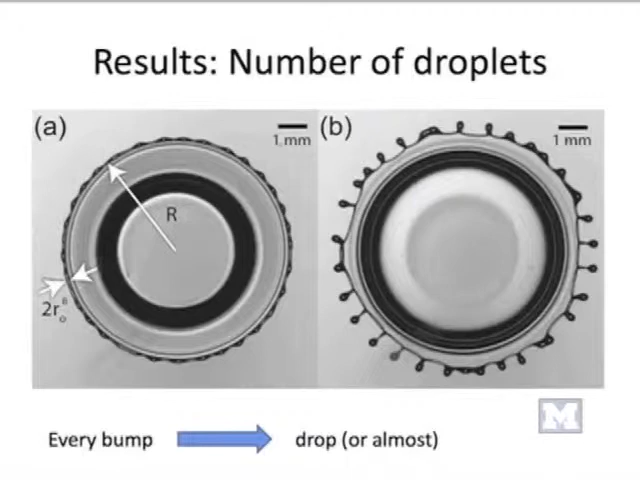 Results: Number of droplets
(a)
1 mm
(b)
1 mm
R
2r
Every bump
drop (or almost)
M